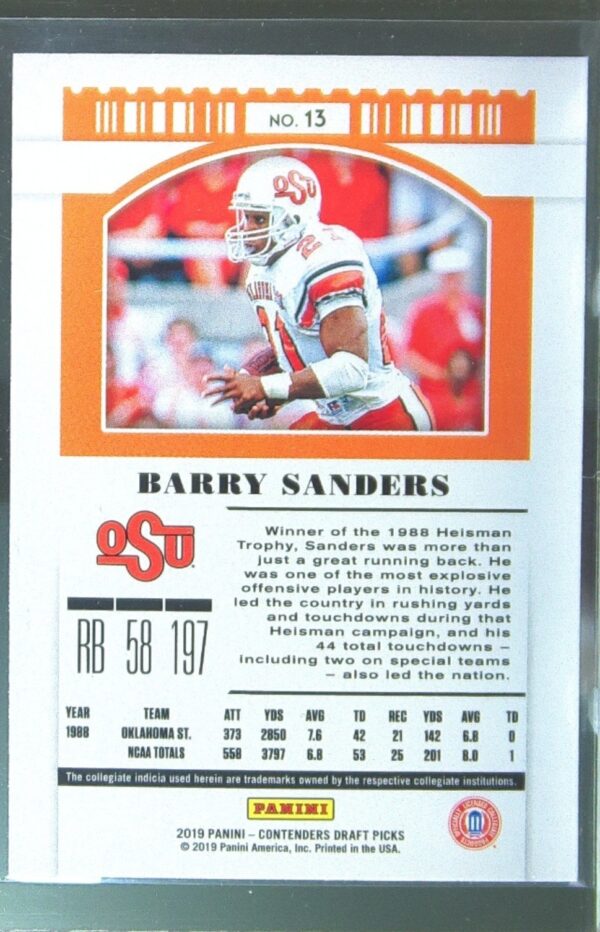 NO. 13
OSU
21
21
BARRY SANDERS
OSU
Winner of the 1988 Heisman
Trophy, Sanders was more than
just a great running back. He
was one of the most explosive
offensive players in history. He
led the country in rushing yards
and touchdowns during that
Heisman campaign, and his
44 total touchdowns –
including two on special teams
– also led the nation.
RB 58 197
YEAR TEAM ATT YDS AVG TD REC YDS AVG TD
1988 OKLAHOMA ST. 373 2850 7.6 42 21 142 6.8 0
NCAA TOTALS 558 3797 6.8 53 25 201 8.0 1
The collegiate indicia used herein are trademarks owned by the respective collegiate institutions.
PANINI
2019 PANINI – CONTENDERS DRAFT PICKS
© 2019 Panini America, Inc. Printed in the USA.
OFFICIALLY LICENSED COLLEGIATE PRODUCTS